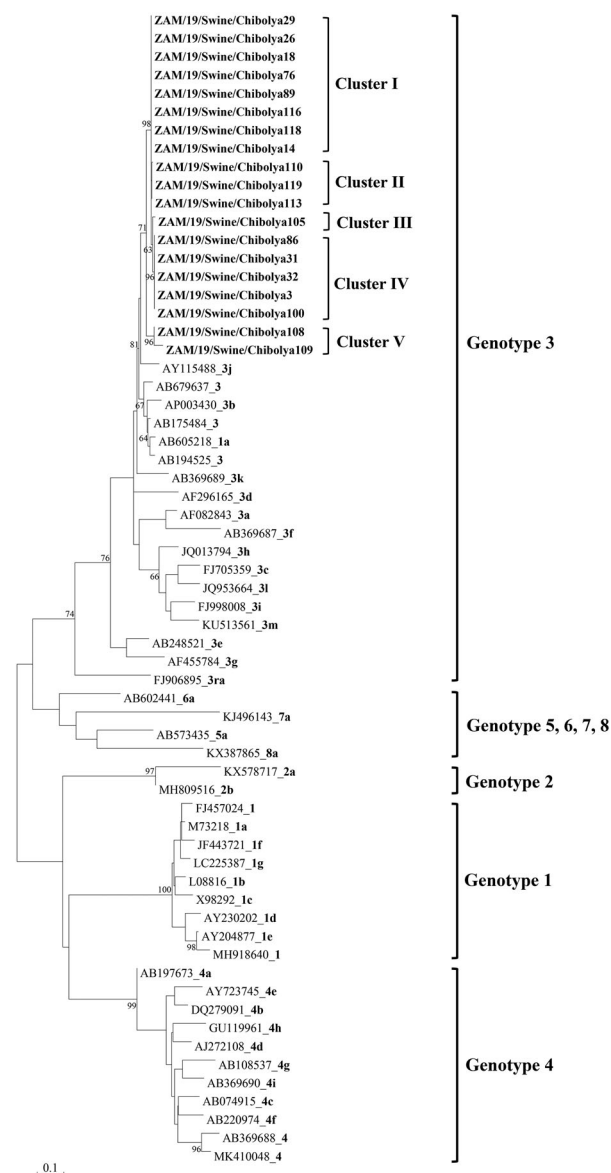 ZAM/19/Swine/Chibolya29
ZAM/19/Swine/Chibolya26
ZAM/19/Swine/Chibolya18
ZAM/19/Swine/Chibolya76
Cluster I
ZAM/19/Swine/Chibolya89
ZAM/19/Swine/Chibolya116
98
ZAM/19/Swine/Chibolya118
ZAM/19/Swine/Chibolya14
ZAM/19/Swine/Chibolya110
ZAM/19/Swine/Chibolya119
Cluster II
ZAM/19/Swine/Chibolya113
71
ZAM/19/Swine/Chibolya105
Cluster III
ZAM/19/Swine/Chibolya86
63
ZAM/19/Swine/Chibolya31
96
ZAM/19/Swine/Chibolya32
Cluster IV
ZAM/19/Swine/Chibolya3
ZAM/19/Swine/Chibolya100
ZAM/19/Swine/Chibolya108
96
ZAM/19/Swine/Chibolya109
Cluster V
Genotype 3
81
AY115488_3j
AB679637_3
67
AP003430_3b
AB175484_3
64
AB605218_1a
AB194525_3
AB369689_3k
AF296165_3d
AF082843_3a
AB369687_3f
76
JQ013794_3h
66
FJ705359_3c
JQ953664_3l
74
FJ998008_3i
KU513561_3m
AB248521_3e
AF455784_3g
FJ906895_3ra
AB602441_6a
KJ496143_7a
Genotype 5, 6, 7, 8
AB573435_5a
KX387865_8a
97
KX578717_2a
Genotype 2
MH809516_2b
FJ457024_1
M73218_1a
JF443721_1f
LC225387_1g
Genotype 1
100
L08816_1b
X98292_1c
AY230202_1d
AY204877_1e
98
MH918640_1
AB197673_4a
99
AY723745_4e
DQ279091_4b
GU119961_4h
AJ272108_4d
Genotype 4
AB108537_4g
AB369690_4i
AB074915_4c
AB220974_4f
AB369688_4
96
MK410048_4
0.1